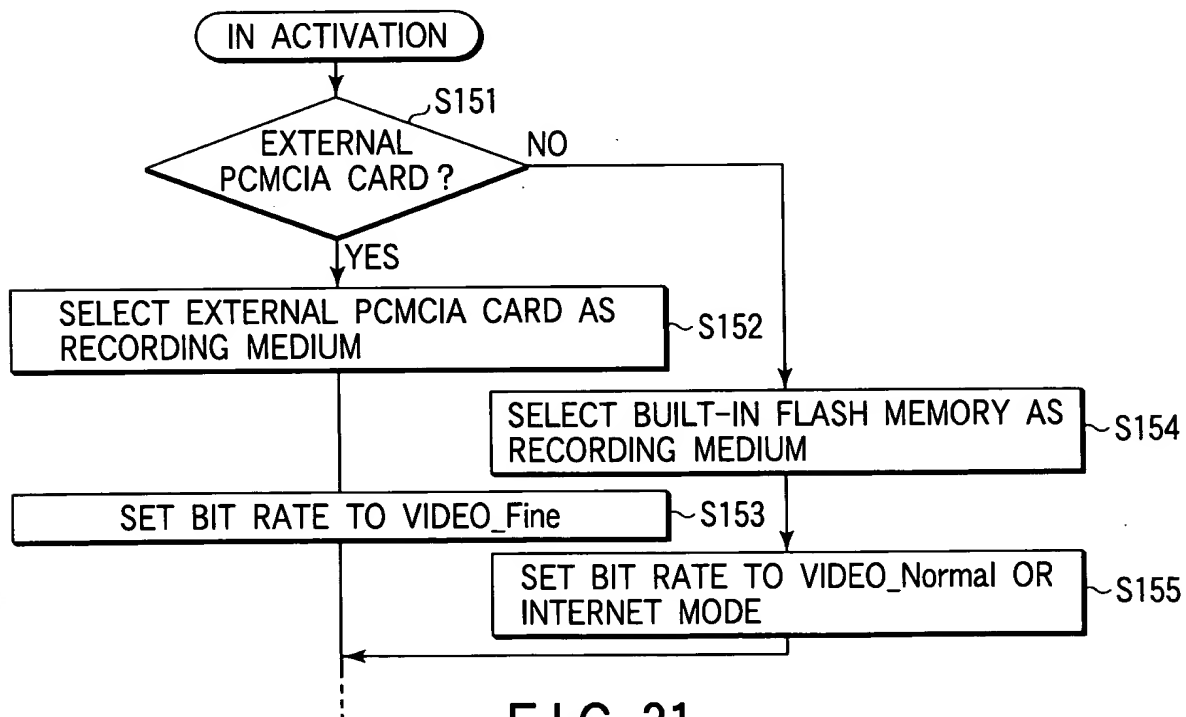 IN ACTIVATION
S151
EXTERNAL
PCMCIA CARD?
NO
YES
SELECT EXTERNAL PCMCIA CARD AS
RECORDING MEDIUM
S152
SELECT BUILT-IN FLASH MEMORY AS
RECORDING MEDIUM
S154
SET BIT RATE TO VIDEO_Fine
S153
SET BIT RATE TO VIDEO_Normal OR
INTERNET MODE
S155